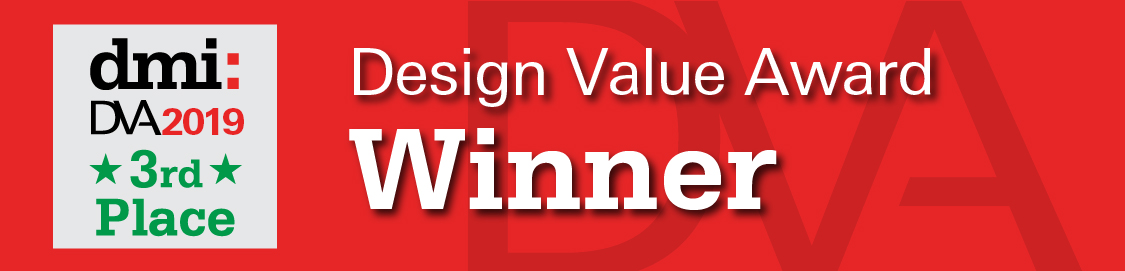 dmi:
DVA2019
★3rd★
Place
Design Value Award
Winner
DVA